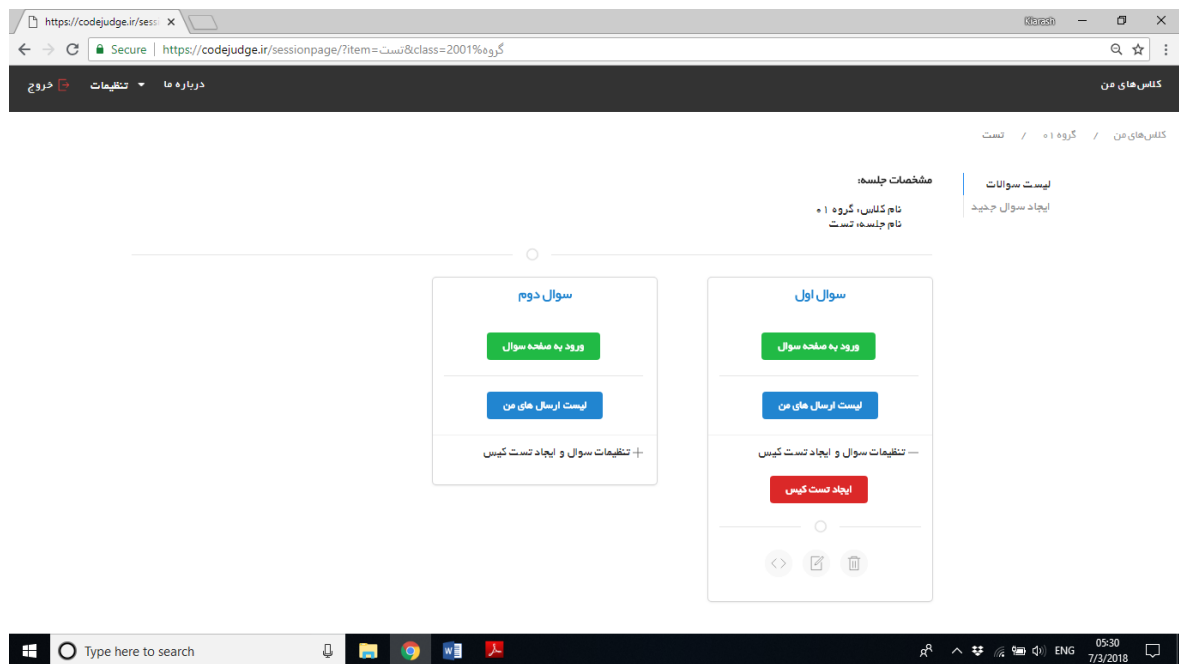 https://codejudge.ir/sessi
Kiarash
Secure | https://codejudge.ir/sessionpage/?item=تست&class=2001%گروه
کلاس های من
درباره ما
تنظیمات
خروج
کلاس‌های من / گروه ۰۱ / تست
لیست سوالات
ایجاد سوال جدید
مشخصات جلسه:
نام کلاس: گروه ۰۱
نام جلسه: تست
سوال اول
ورود به صفحه سوال
لیست ارسال های من
تنظیمات سوال و ایجاد تست کیس
ایجاد تست کیس
سوال دوم
ورود به صفحه سوال
لیست ارسال های من
تنظیمات سوال و ایجاد تست کیس
Type here to search
ENG
05:30
7/3/2018